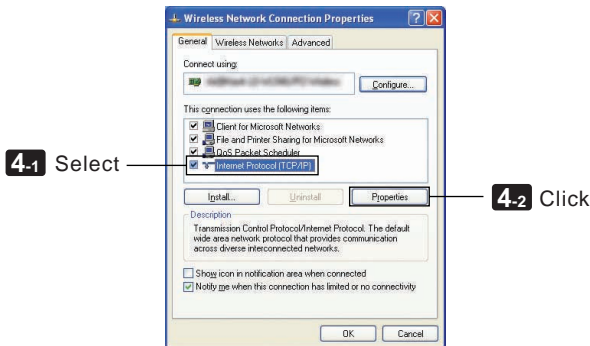 Wireless Network Connection Properties
General Wireless Networks Advanced
Connect using:
Configure...
This connection uses the following items:
Client for Microsoft Networks
File and Printer Sharing for Microsoft Networks
QoS Packet Scheduler
4-1 Select
Internet Protocol (TCP/IP)
Install... Uninstall Properties
4-2 Click
Description
Transmission Control Protocol/Internet Protocol. The default
wide area network protocol that provides communication
across diverse interconnected networks.
Show icon in notification area when connected
Notify me when this connection has limited or no connectivity
OK Cancel